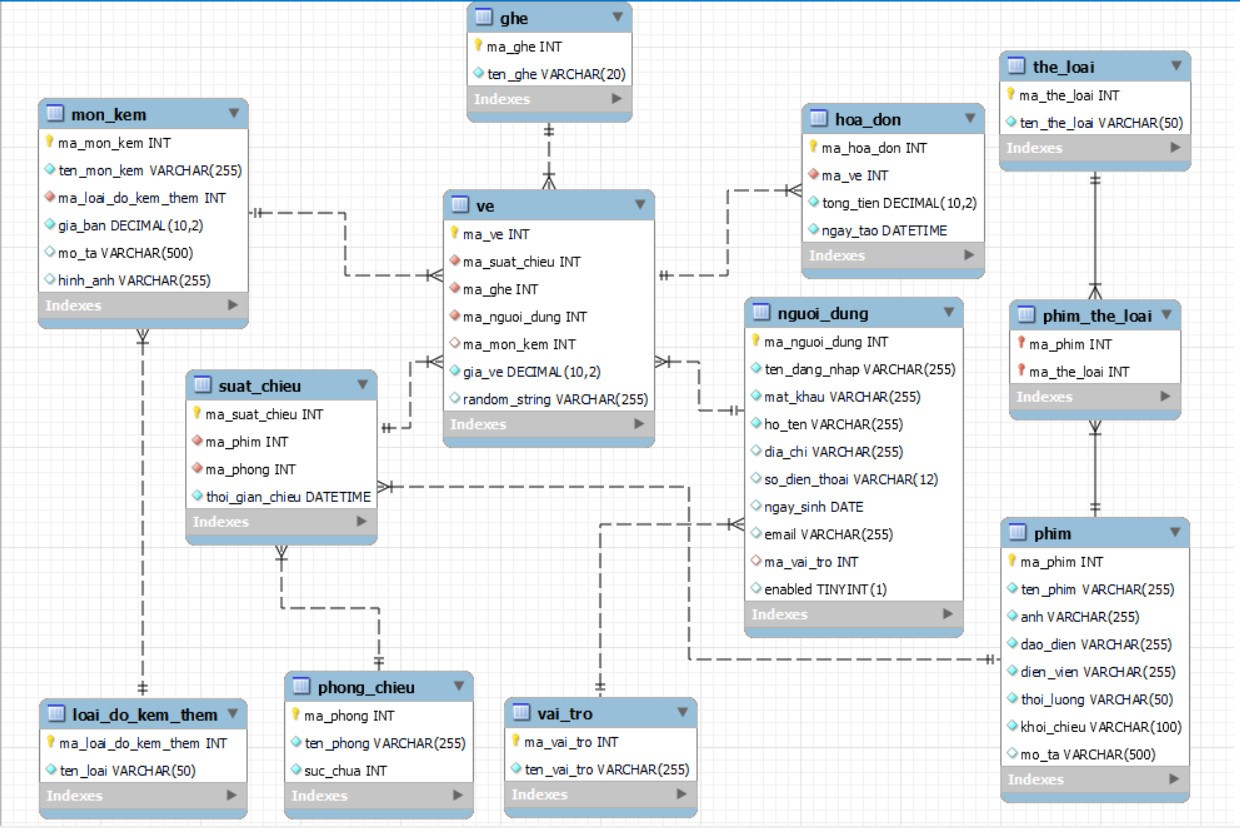 ghe
ma_ghe INT
ten_ghe VARCHAR(20)
Indexes
the_loai
ma_the_loai INT
ten_the_loai VARCHAR(50)
Indexes
mon_kem
ma_mon_kem INT
ten_mon_kem VARCHAR(255)
ma_loai_do_kem_them INT
gia_ban DECIMAL(10,2)
mo_ta VARCHAR(500)
hinh_anh VARCHAR(255)
Indexes
hoa_don
ma_hoa_don INT
ma_ve INT
tong_tien DECIMAL(10,2)
ngay_tao DATETIME
Indexes
ve
ma_ve INT
ma_suat_chieu INT
ma_ghe INT
ma_nguoi_dung INT
ma_mon_kem INT
gia_ve DECIMAL(10,2)
random_string VARCHAR(255)
Indexes
nguoi_dung
ma_nguoi_dung INT
ten_dang_nhap VARCHAR(255)
mat_khau VARCHAR(255)
ho_ten VARCHAR(255)
dia_chi VARCHAR(255)
so_dien_thoai VARCHAR(12)
ngay_sinh DATE
email VARCHAR(255)
ma_vai_tro INT
enabled TINYINT(1)
Indexes
phim_the_loai
ma_phim INT
ma_the_loai INT
Indexes
suat_chieu
ma_suat_chieu INT
ma_phim INT
ma_phong INT
thoi_gian_chieu DATETIME
Indexes
phim
ma_phim INT
ten_phim VARCHAR(255)
anh VARCHAR(255)
dao_dien VARCHAR(255)
dien_vien VARCHAR(255)
thoi_luong VARCHAR(50)
khoi_chieu VARCHAR(100)
mo_ta VARCHAR(500)
Indexes
loai_do_kem_them
ma_loai_do_kem_them INT
ten_loai VARCHAR(50)
Indexes
phong_chieu
ma_phong INT
ten_phong VARCHAR(255)
suc_chua INT
Indexes
vai_tro
ma_vai_tro INT
ten_vai_tro VARCHAR(255)
Indexes